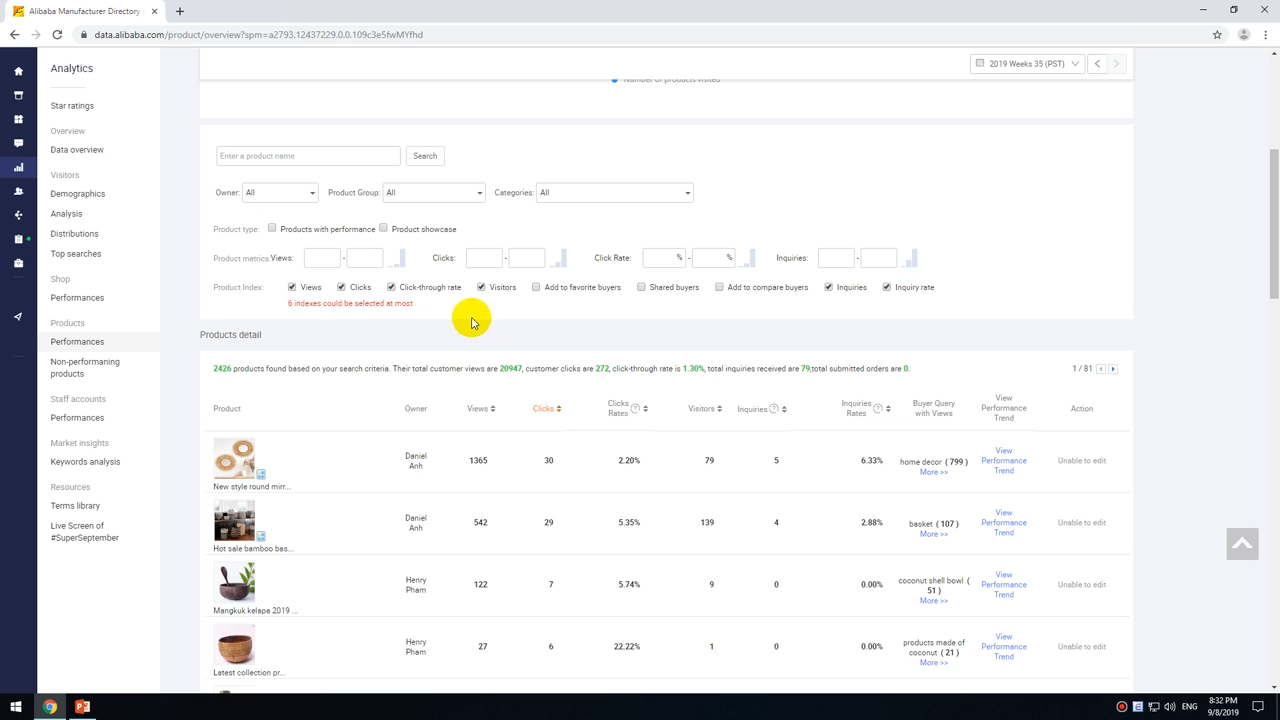 Alibaba Manufacturer Directory -
data.alibaba.com/product/overview?spm=a2793.12437229.0.0.109c3e5fwMYfhd
Analytics
Star ratings
Overview
Data overview
Visitors
Demographics
Analysis
Distributions
Top searches
Shop
Performances
Products
Performances
Non-performaning
products
Staff accounts
Performances
Market insights
Keywords analysis
Resources
Terms library
Live Screen of
#SuperSeptember
2019 Weeks 35 (PST)
Number of products visited
Enter a product name
Search
Owner: All
Product Group: All
Categories: All
Product type: Products with performance Product showcase
Product metrics: Views: - Clicks: - Click Rate: % - % Inquiries: -
Product Index: Views Clicks Click-through rate Visitors Add to favorite buyers Shared buyers Add to compare buyers Inquiries Inquiry rate
6 indexes could be selected at most
Products detail
2426 products found based on your search criteria. Their total customer views are 20947, customer clicks are 272, click-through rate is 1.30%, total inquiries received are 79,total submitted orders are 0.
1 / 81
Product Owner Views Clicks Clicks Rates Visitors Inquiries Inquiries Rates Buyer Query with Views View Performance Trend Action
New style round mirr... Daniel Anh 1365 30 2.20% 79 5 6.33% home decor ( 799 ) More >> View Performance Trend Unable to edit
Hot sale bamboo bas... Daniel Anh 542 29 5.35% 139 4 2.88% basket ( 107 ) More >> View Performance Trend Unable to edit
Mangkuk kelapa 2019 ... Henry Pham 122 7 5.74% 9 0 0.00% coconut shell bowl ( 51 ) More >> View Performance Trend Unable to edit
Latest collection pr... Henry Pham 27 6 22.22% 1 0 0.00% products made of coconut ( 21 ) More >> View Performance Trend Unable to edit
ENG
8:32 PM
9/8/2019